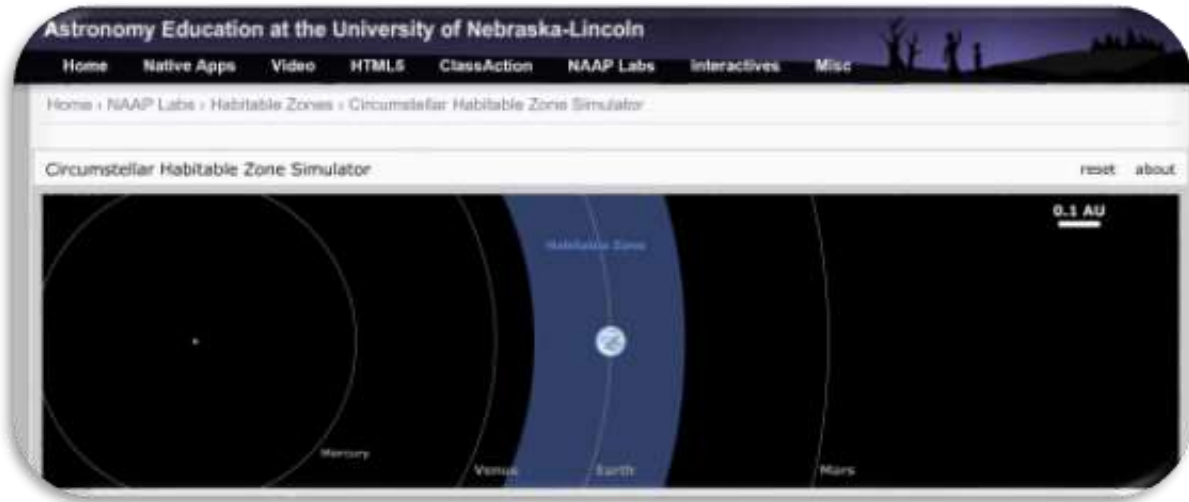 Astronomy Education at the University of Nebraska-Lincoln
Home Native Apps Video HTML5 ClassAction NAAP Labs Interactives Misc
Home › NAAP Labs › Habitable Zones › Circumstellar Habitable Zone Simulator
Circumstellar Habitable Zone Simulator reset about
0.1 AU
Habitable Zone
Mercury
Venus Earth Mars